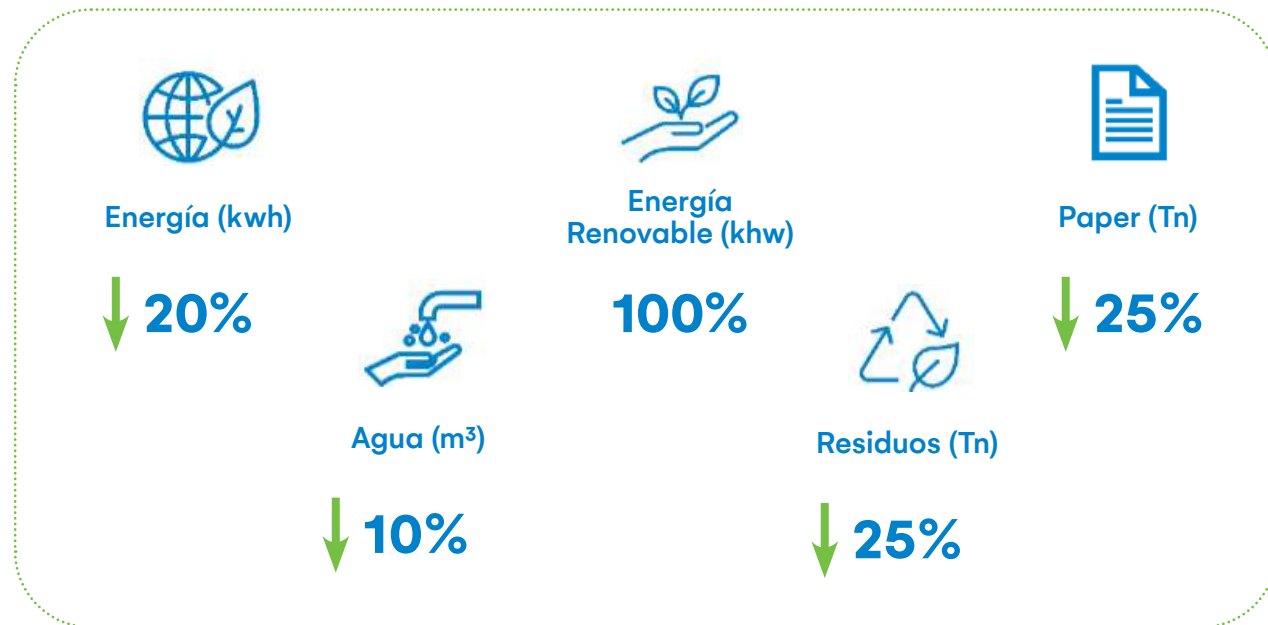 Energía (kwh)
20%
Agua (m³)
10%
Energía
Renovable (khw)
100%
Residuos (Tn)
25%
Paper (Tn)
25%